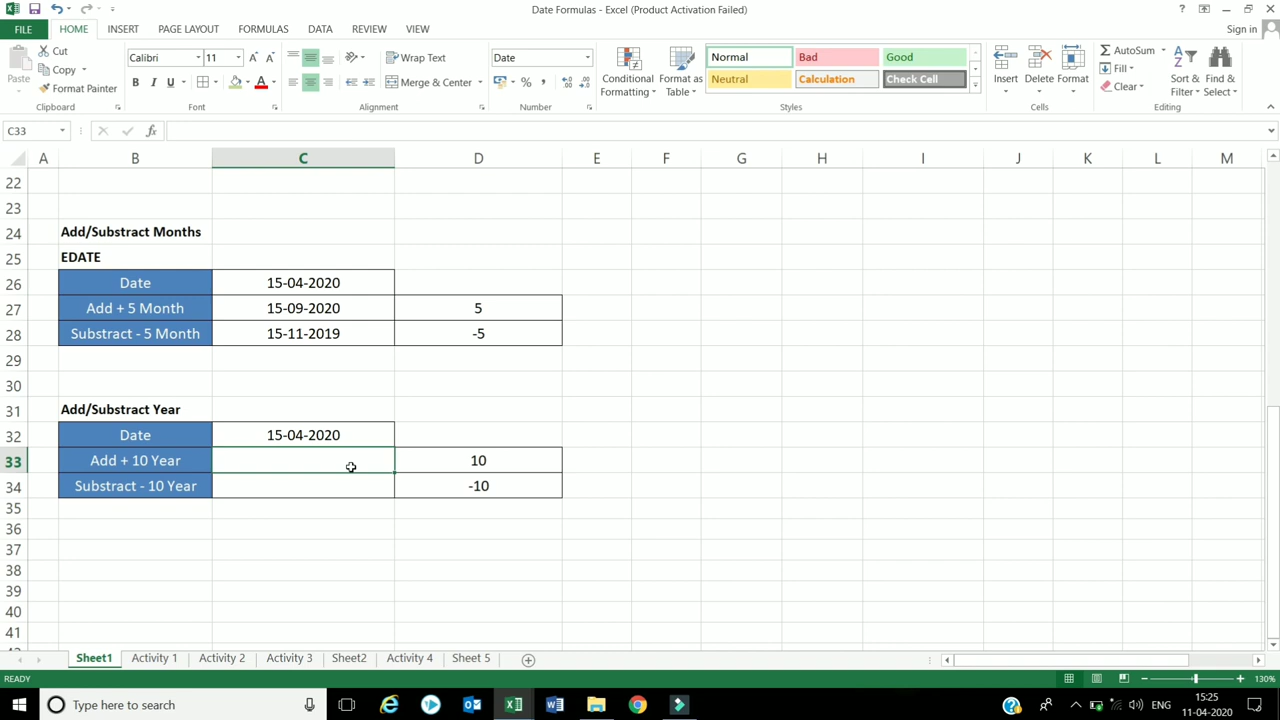 Date Formulas - Excel (Product Activation Failed)
FILE HOME INSERT PAGE LAYOUT FORMULAS DATA REVIEW VIEW Sign in
Paste Cut Copy Format Painter Clipboard
Calibri 11 B I U A A A Font
Wrap Text Merge & Center Alignment
Date % , Number
Conditional Formatting Format as Table
Normal Bad Good
Neutral Calculation Check Cell
Styles
Insert Delete Format Cells
AutoSum Fill Clear Sort & Filter Find & Select Editing
C33 fx
A B C D E F G H I J K L M
22
23
24 Add/Substract Months
25 EDATE
26 Date 15-04-2020
27 Add + 5 Month 15-09-2020 5
28 Substract - 5 Month 15-11-2019 -5
29
30
31 Add/Substract Year
32 Date 15-04-2020
33 Add + 10 Year 10
34 Substract - 10 Year -10
35
36
37
38
39
40
41
Sheet1 Activity 1 Activity 2 Activity 3 Sheet2 Activity 4 Sheet 5
READY 130%
Type here to search ENG 15:25
11-04-2020